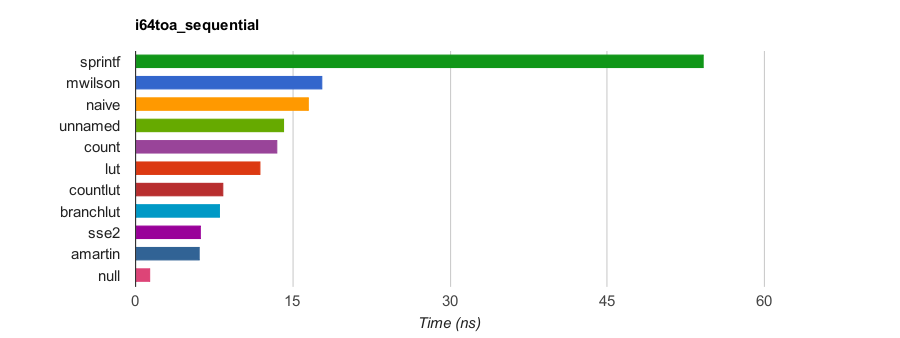 i64toa_sequential
sprintf
mwilson
naive
unnamed
count
lut
countlut
branchlut
sse2
amartin
null
0 15 30 45 60
Time (ns)